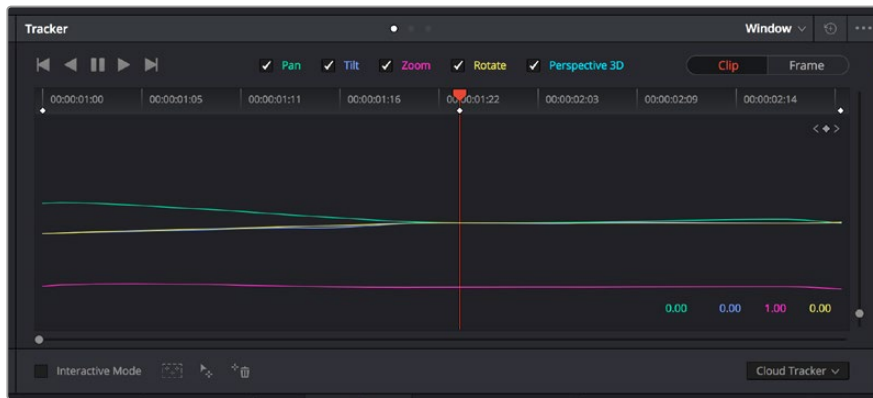 Tracker Window
Pan Tilt Zoom Rotate Perspective 3D Clip Frame
00:00:01:00 00:00:01:05 00:00:01:11 00:00:01:16 00:00:01:22 00:00:02:03 00:00:02:09 00:00:02:14
0.00 0.00 1.00 0.00
Interactive Mode Cloud Tracker